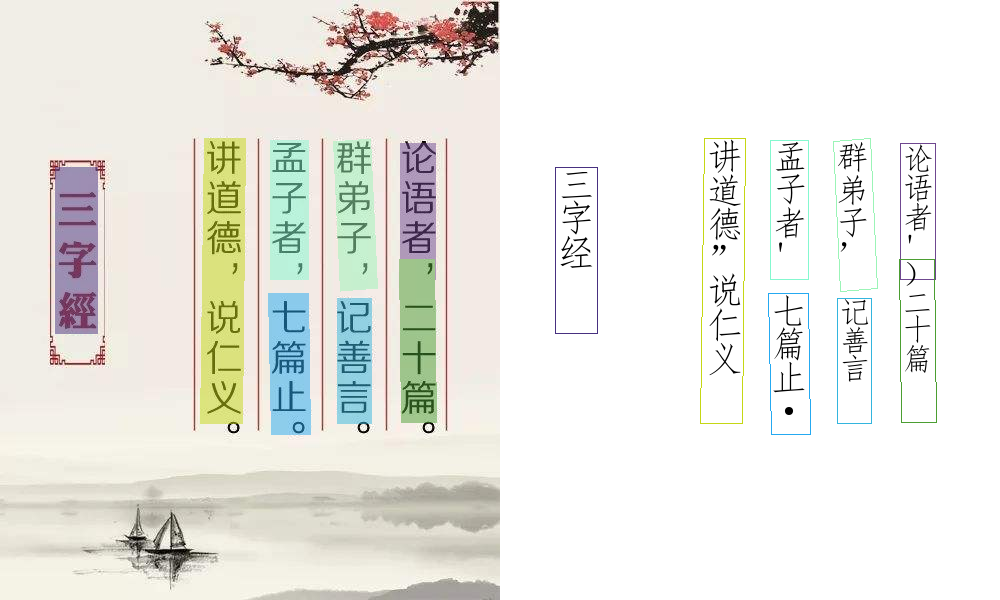 论语者，二十篇。
群弟子，记善言。
孟子者，七篇止。
讲道德，说仁义。
三字經
论语者'
）二十篇
群弟子’
记善言
孟子者'
七篇止•
讲道德”说仁义
三字经